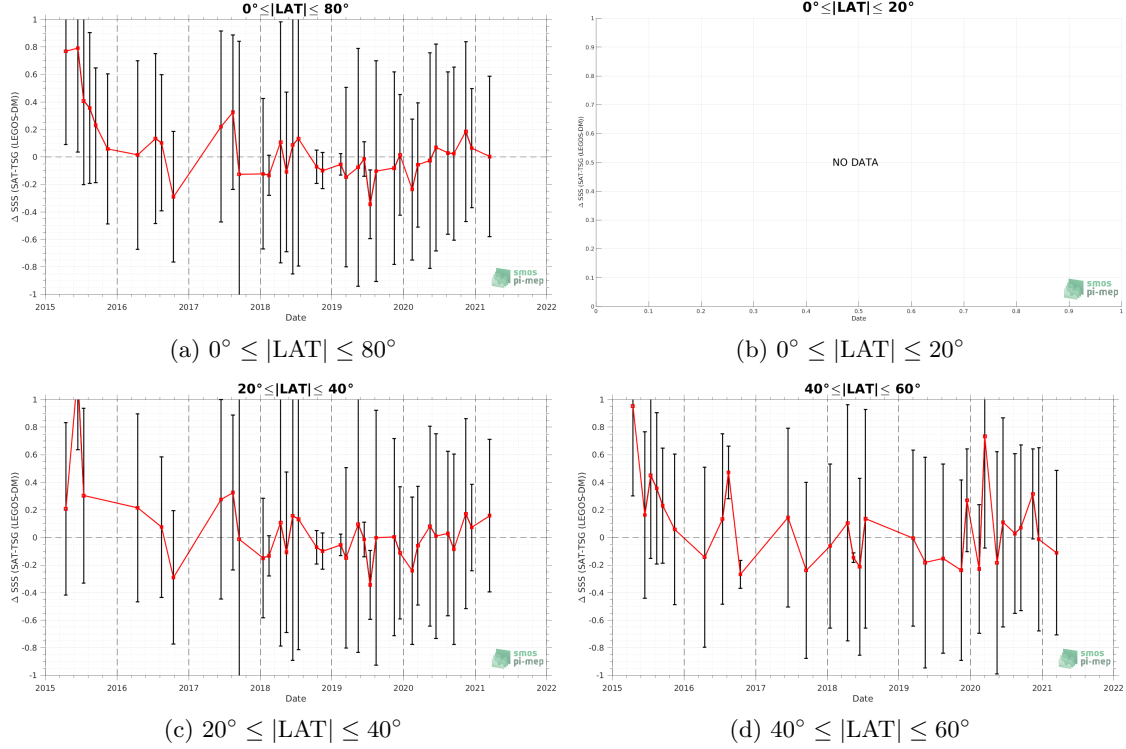 0°≤|LAT|≤ 80°
Δ SSS (SAT-TSG (LEGOS-DM))
1
0.8
0.6
0.4
0.2
0
-0.2
-0.4
-0.6
-0.8
-1
2015 2016 2017 2018 2019 2020 2021 2022
Date
smos
pi-mep
(a) 0° ≤ |LAT| ≤ 80°
0°≤|LAT|≤ 20°
Δ SSS (SAT-TSG (LEGOS-DM))
1
0.9
0.8
0.7
0.6
0.5
0.4
0.3
0.2
0.1
0
NO DATA
0 0.1 0.2 0.3 0.4 0.5 0.6 0.7 0.8 0.9 1
Date
smos
pi-mep
(b) 0° ≤ |LAT| ≤ 20°
20°≤|LAT|≤ 40°
Δ SSS (SAT-TSG (LEGOS-DM))
1
0.8
0.6
0.4
0.2
0
-0.2
-0.4
-0.6
-0.8
-1
2015 2016 2017 2018 2019 2020 2021 2022
Date
smos
pi-mep
(c) 20° ≤ |LAT| ≤ 40°
40°≤|LAT|≤ 60°
Δ SSS (SAT-TSG (LEGOS-DM))
1
0.8
0.6
0.4
0.2
0
-0.2
-0.4
-0.6
-0.8
-1
2015 2016 2017 2018 2019 2020 2021 2022
Date
smos
pi-mep
(d) 40° ≤ |LAT| ≤ 60°